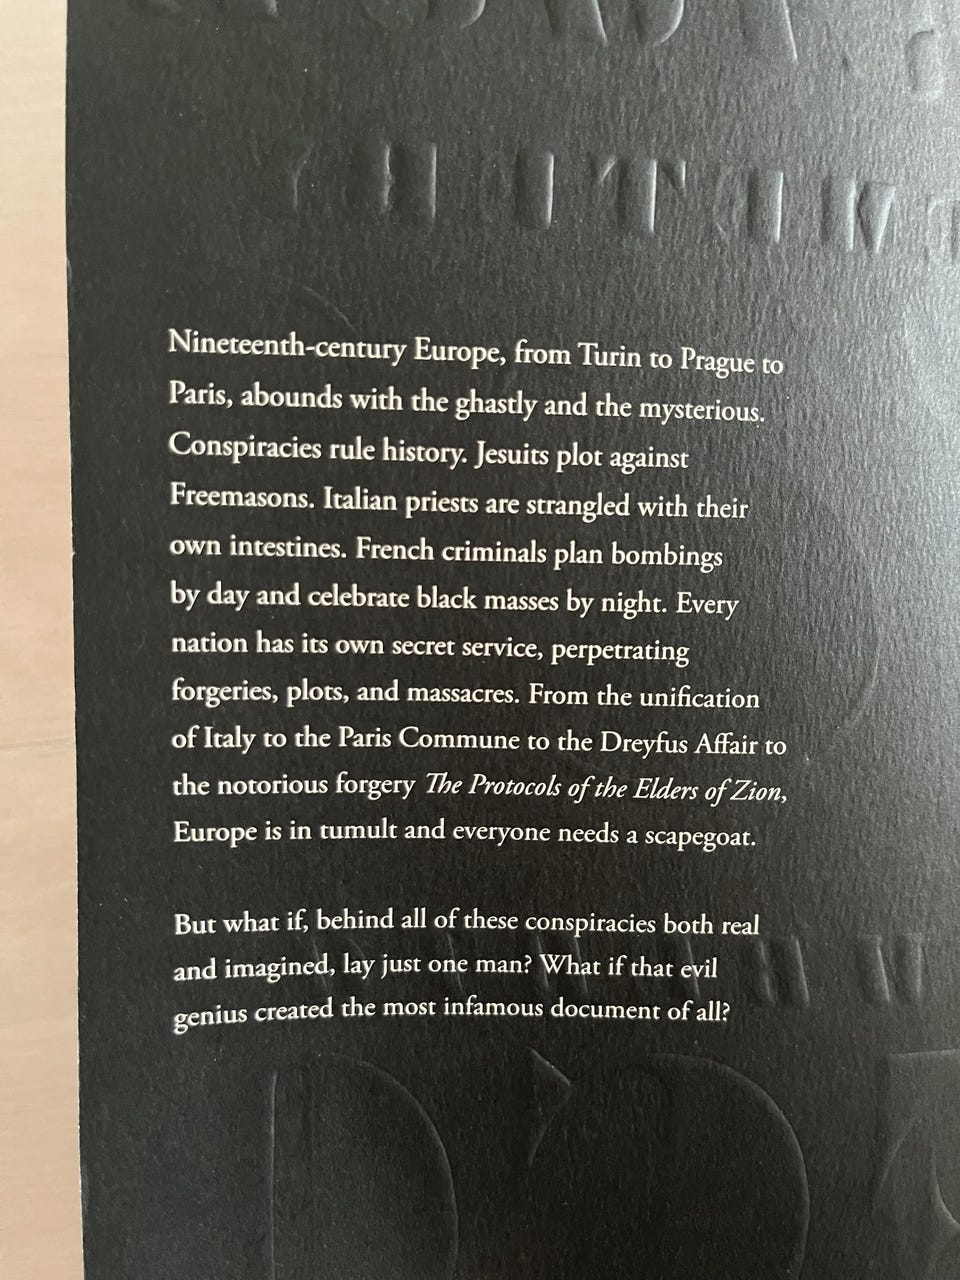 Nineteenth-century Europe, from Turin to Prague to
Paris, abounds with the ghastly and the mysterious.
Conspiracies rule history. Jesuits plot against
Freemasons. Italian priests are strangled with their
own intestines. French criminals plan bombings
by day and celebrate black masses by night. Every
nation has its own secret service, perpetrating
forgeries, plots, and massacres. From the unification
of Italy to the Paris Commune to the Dreyfus Affair to
the notorious forgery The Protocols of the Elders of Zion,
Europe is in tumult and everyone needs a scapegoat.
But what if, behind all of these conspiracies both real
and imagined, lay just one man? What if that evil
genius created the most infamous document of all?